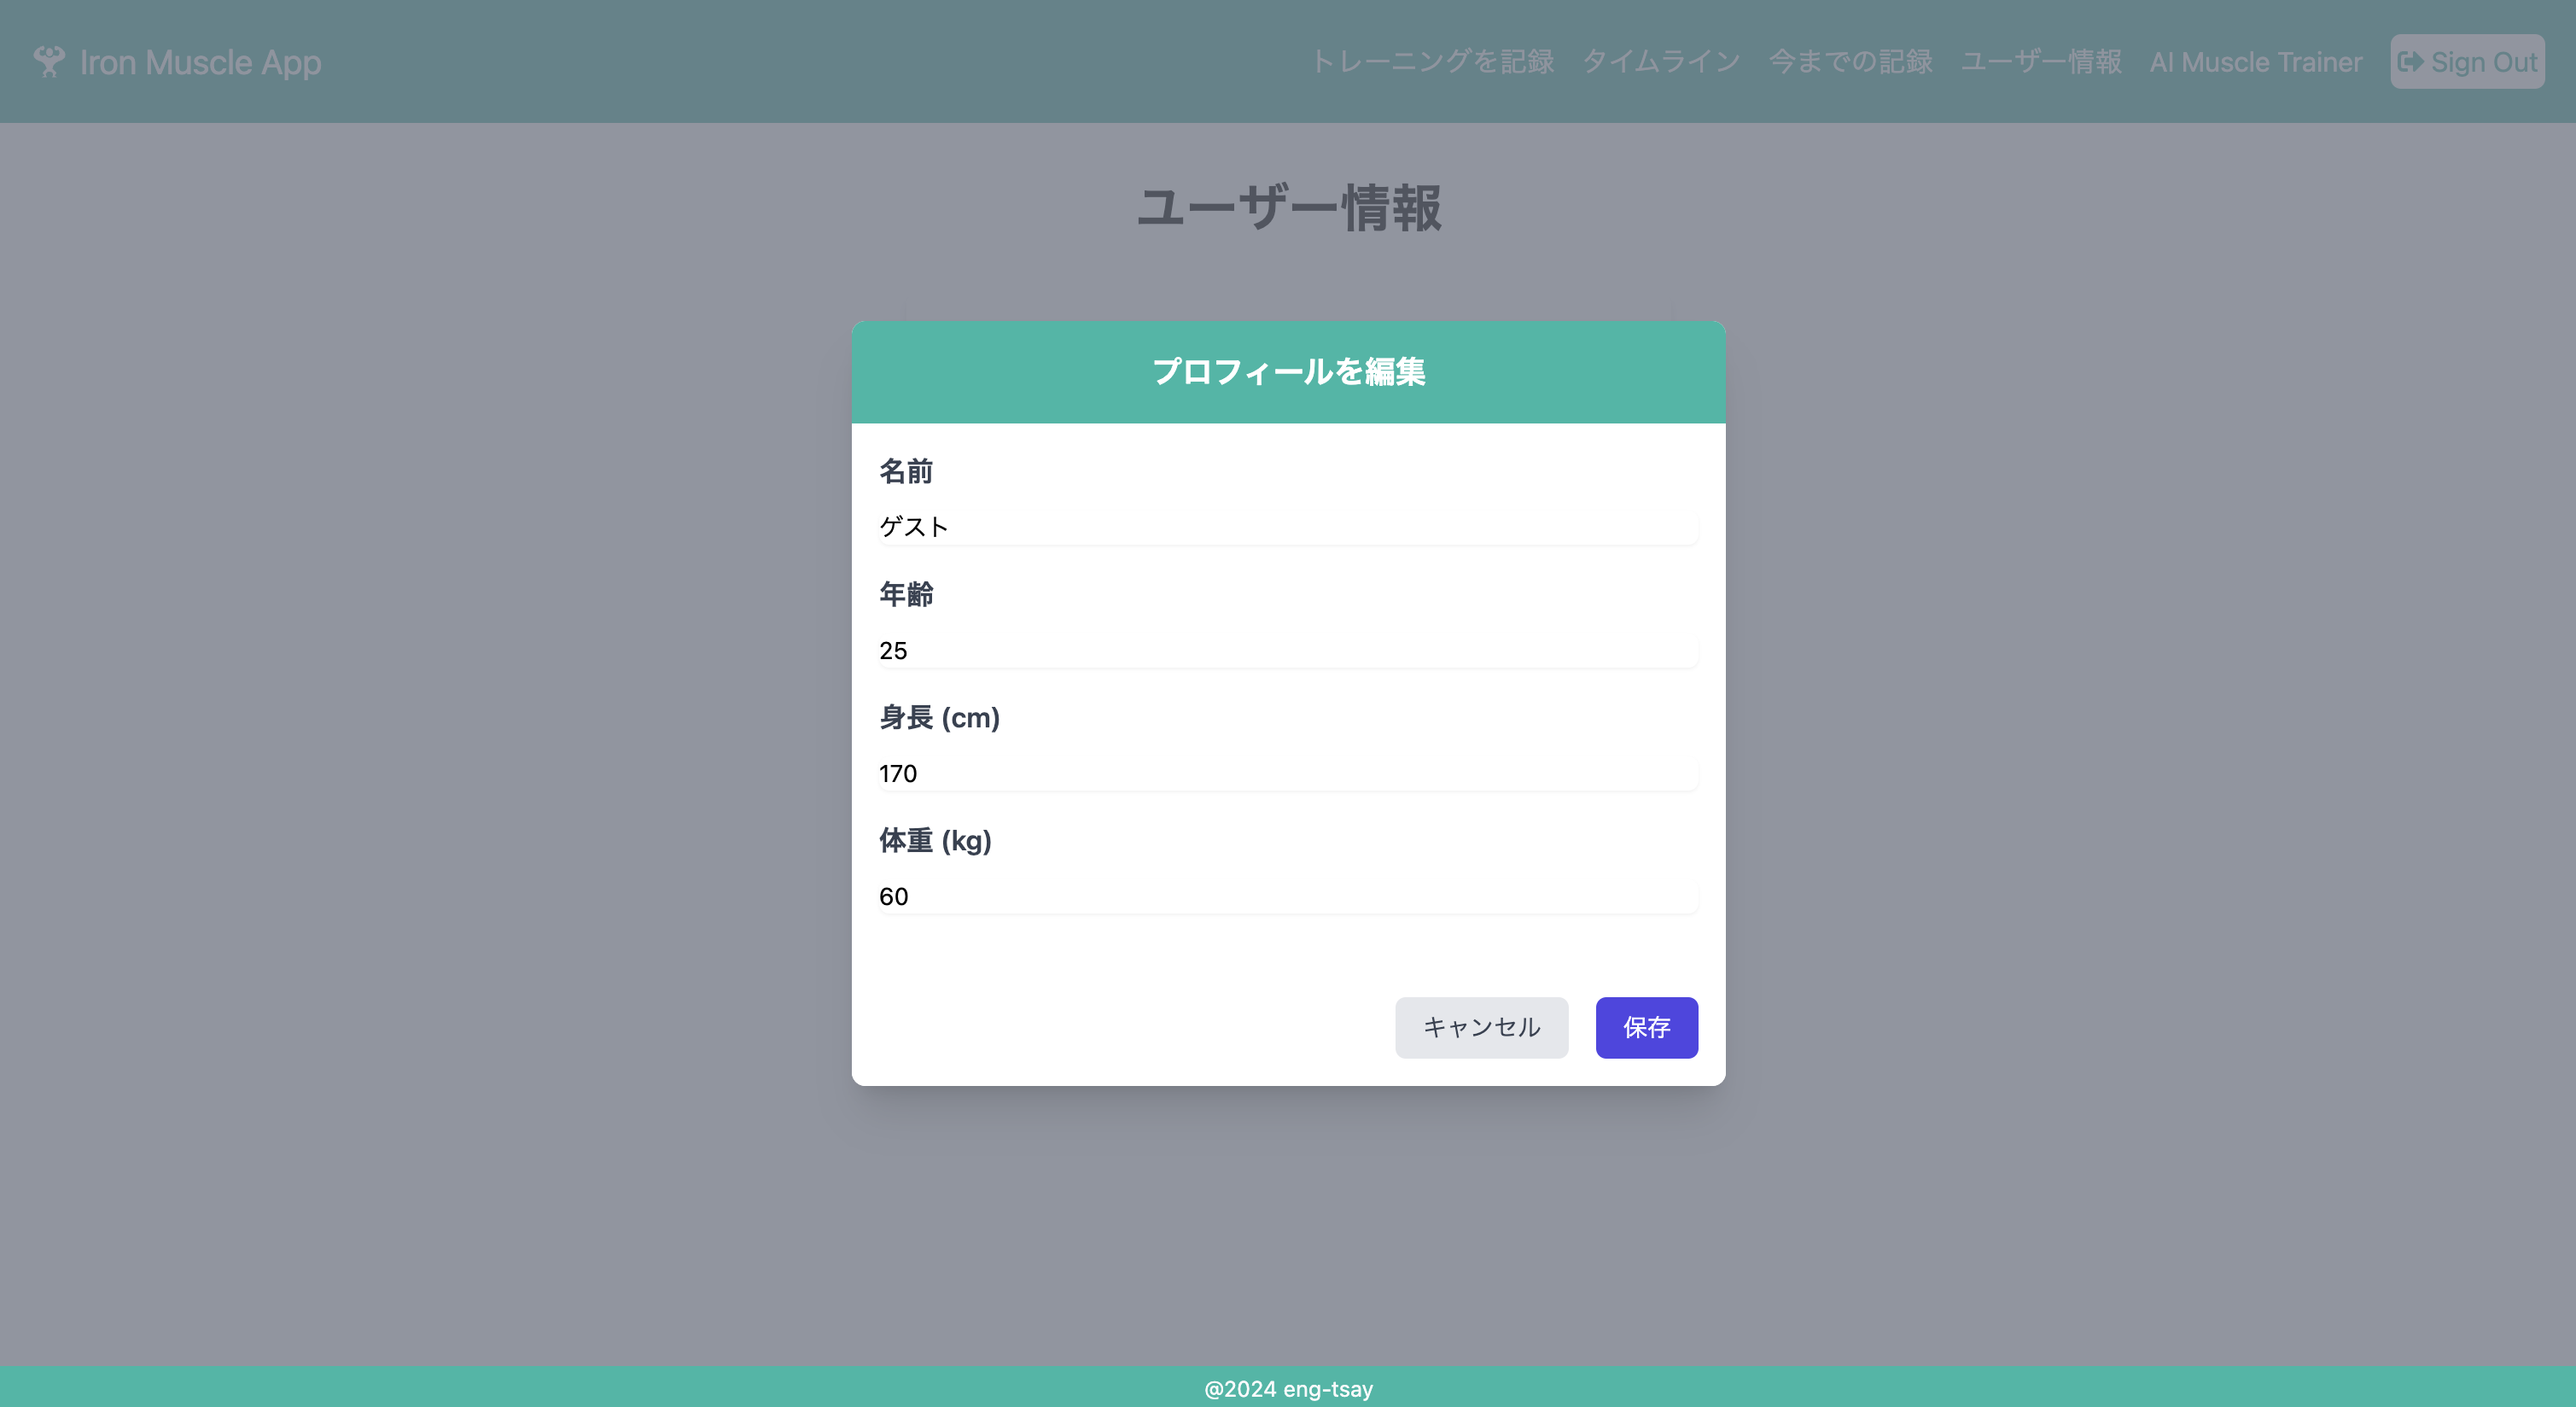 Iron Muscle App
トレーニングを記録 タイムライン 今までの記録 ユーザー情報 AI Muscle Trainer Sign Out
ユーザー情報
プロフィールを編集
名前
ゲスト
年齢
25
身長 (cm)
170
体重 (kg)
60
キャンセル 保存
@2024 eng-tsay